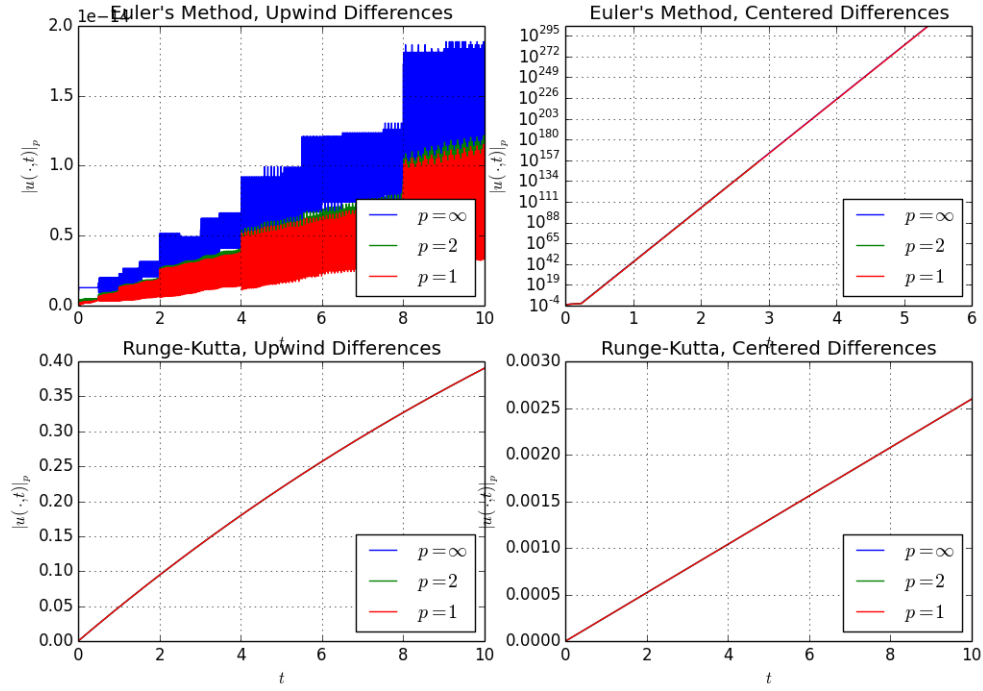 Euler's Method, Upwind Differences
1e−14
2.0
1.5
1.0
0.5
0.0
|u(·,t)|_p
p=∞
p=2
p=1
0 2 4 6 8 10
t
Euler's Method, Centered Differences
10^295
10^272
10^249
10^226
10^203
10^180
10^157
10^134
10^111
10^88
10^65
10^42
10^19
10^-4
|u(·,t)|_p
p=∞
p=2
p=1
0 1 2 3 4 5 6
t
Runge-Kutta, Upwind Differences
0.40
0.35
0.30
0.25
0.20
0.15
0.10
0.05
0.00
|u(·,t)|_p
p=∞
p=2
p=1
0 2 4 6 8 10
t
Runge-Kutta, Centered Differences
0.0030
0.0025
0.0020
0.0015
0.0010
0.0005
0.0000
|u(·,t)|_p
p=∞
p=2
p=1
0 2 4 6 8 10
t